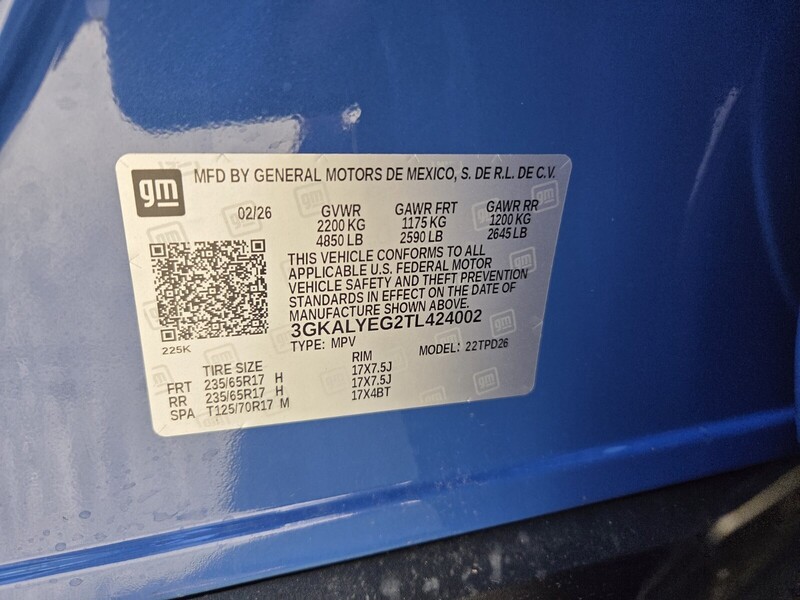 gm MFD BY GENERAL MOTORS DE MEXICO, S. DE R.L. DE C.V.
02/26 GVWR GAWR FRT GAWR RR
2200 KG 1175 KG 1200 KG
4850 LB 2590 LB 2645 LB
THIS VEHICLE CONFORMS TO ALL
APPLICABLE U.S. FEDERAL MOTOR
VEHICLE SAFETY AND THEFT PREVENTION
STANDARDS IN EFFECT ON THE DATE OF
MANUFACTURE SHOWN ABOVE.
3GKALYEG2TL424002
225K TYPE: MPV MODEL: 22TPD26
TIRE SIZE RIM
FRT 235/65R17 H 17X7.5J
RR 235/65R17 H 17X7.5J
SPA T125/70R17 M 17X4BT